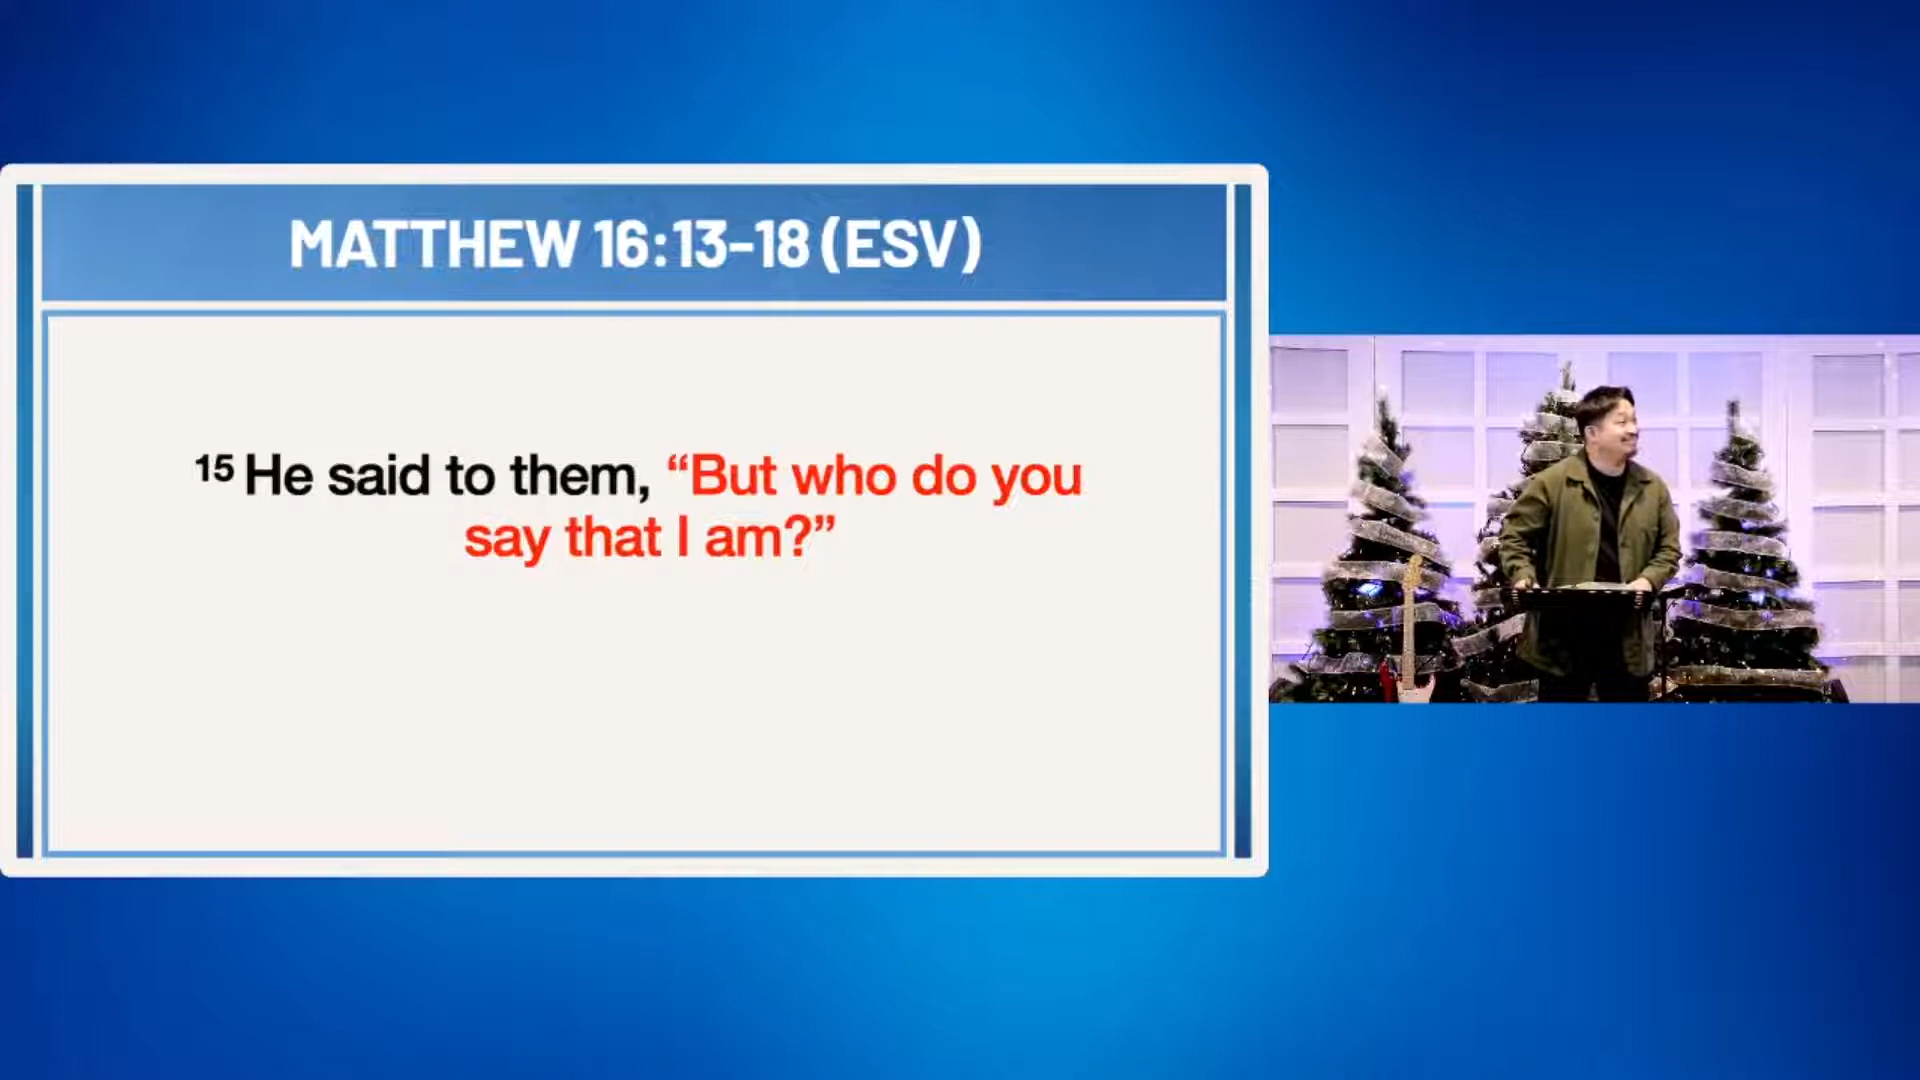 MATTHEW 16:13-18 (ESV)
15 He said to them, “But who do you
say that I am?”